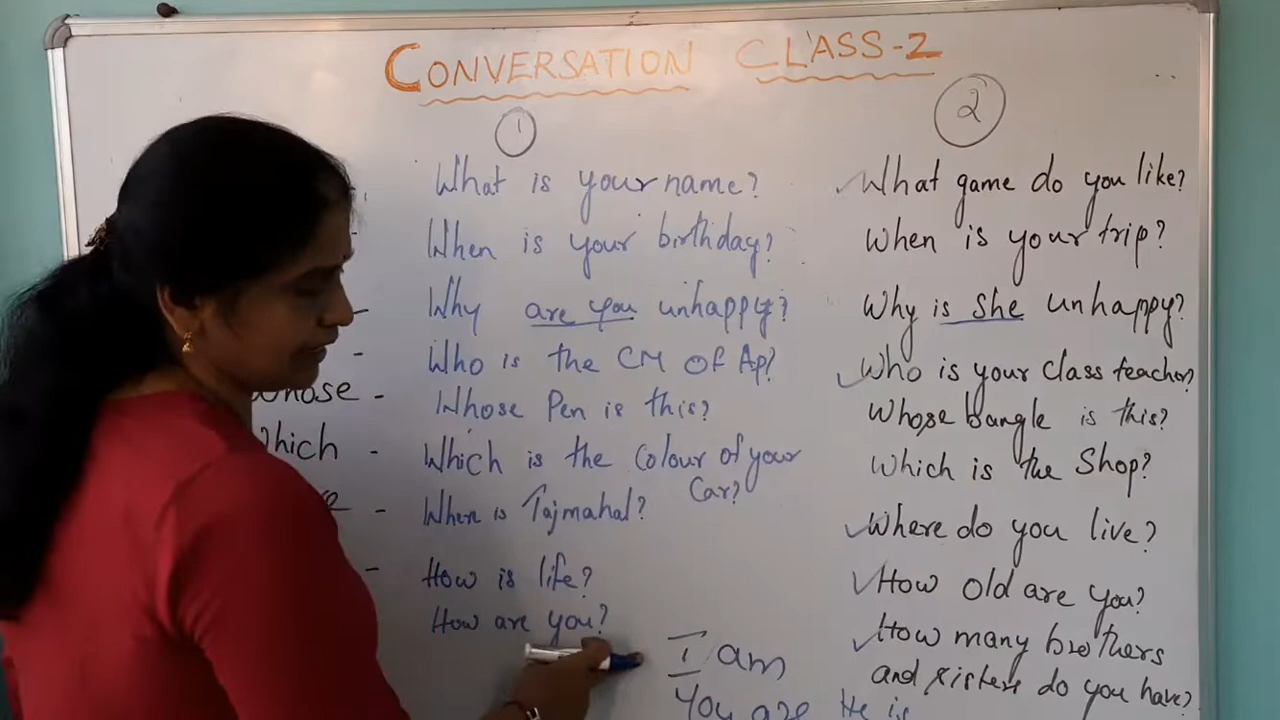 CONVERSATION CLASS-2
1
What is your name?
When is your birthday?
Why are you unhappy?
Who is the CM of Ap?
Whose Pen is this?
Which is the Colour of your
Car?
Where is Tajmahal?
How is life?
How are you?
2
What game do you like?
When is your trip?
Why is She unhappy?
Who is your class teacher?
Whose bangle is this?
Which is the Shop?
Where do you live?
How old are you?
How many brothers
and sisters do you have?
I am
You are He is